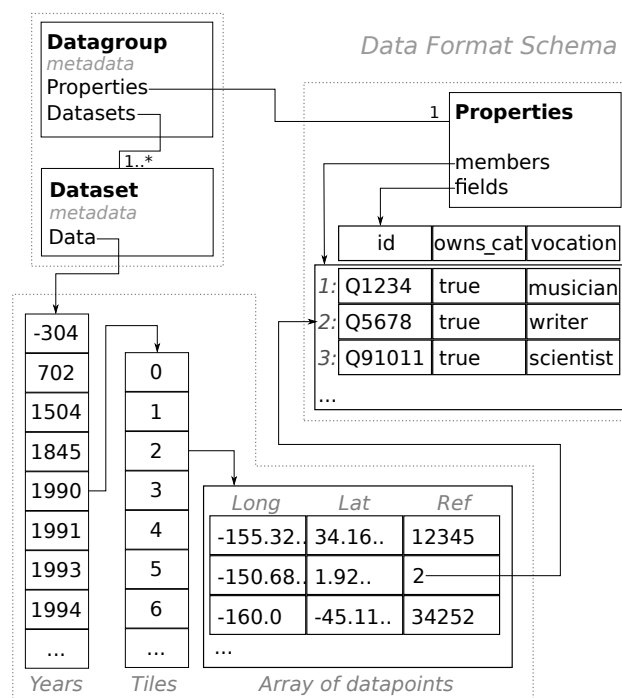 Data Format Schema
Datagroup
metadata
Properties
Datasets
1..*
Dataset
metadata
Data
1
Properties
members
fields
id owns_cat vocation
1: Q1234 true musician
2: Q5678 true writer
3: Q91011 true scientist
...
-304
702
1504
1845
1990
1991
1993
1994
...
Years
0
1
2
3
4
5
6
...
Tiles
Long Lat Ref
-155.32.. 34.16.. 12345
-150.68.. 1.92.. 2
-160.0 -45.11.. 34252
...
Array of datapoints